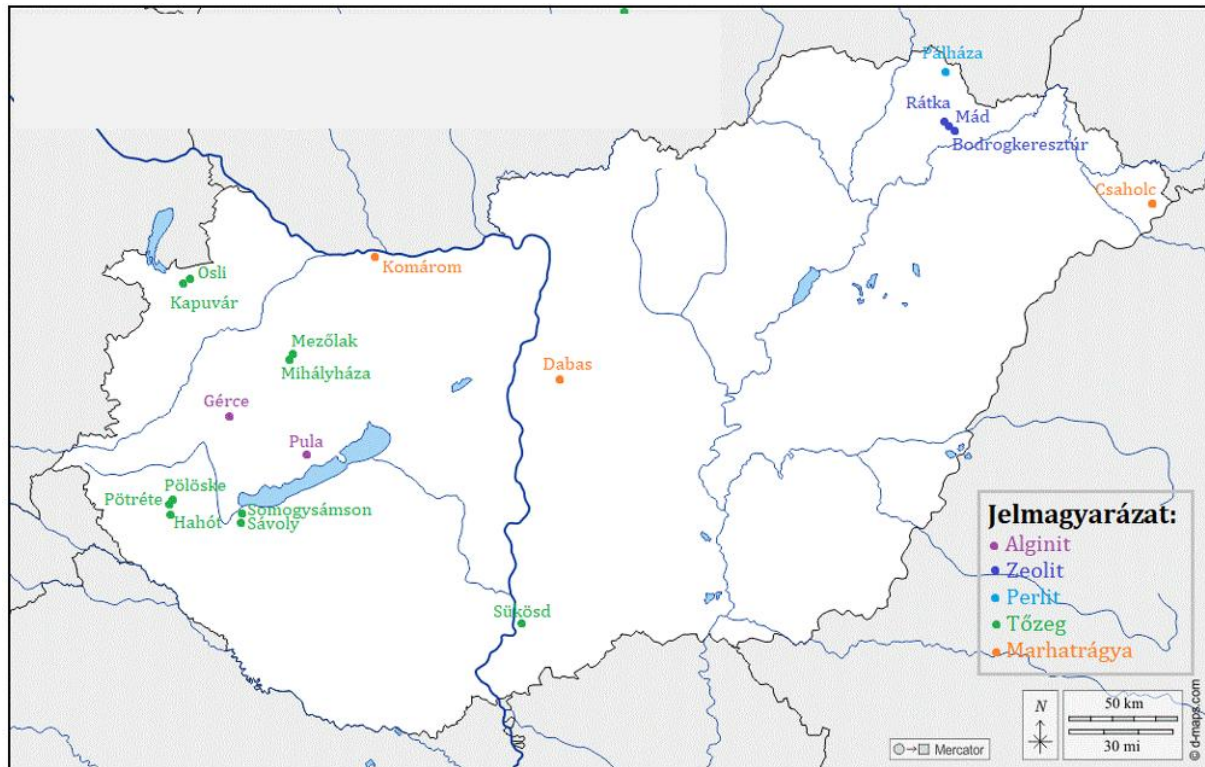 Pálháza
Rátka
Mád
Bodrogkeresztúr
Csaholc
Komárom
Osli
Kapuvár
Mezőlak
Mihályháza
Dabas
Gérce
Pula
Pölöske
Pötréte
Hahót
Somogysámson
Sávoly
Sükösd
Jelmagyarázat:
Alginit
Zeolit
Perlit
Tőzeg
Marhatrágya
N
50 km
30 mi
Mercator
© d-maps.com